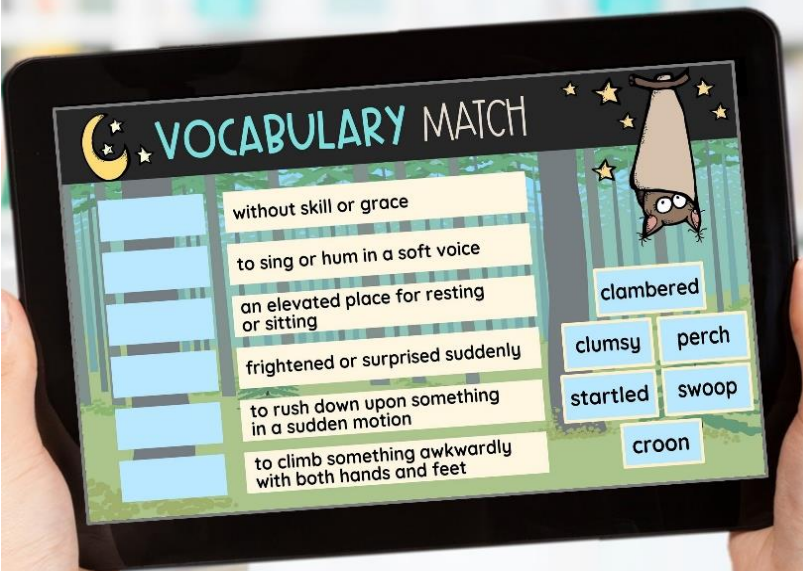 VOCABULARY MATCH
without skill or grace
to sing or hum in a soft voice
an elevated place for resting
or sitting
frightened or surprised suddenly
to rush down upon something
in a sudden motion
to climb something awkwardly
with both hands and feet
clambered
clumsy perch
startled swoop
croon